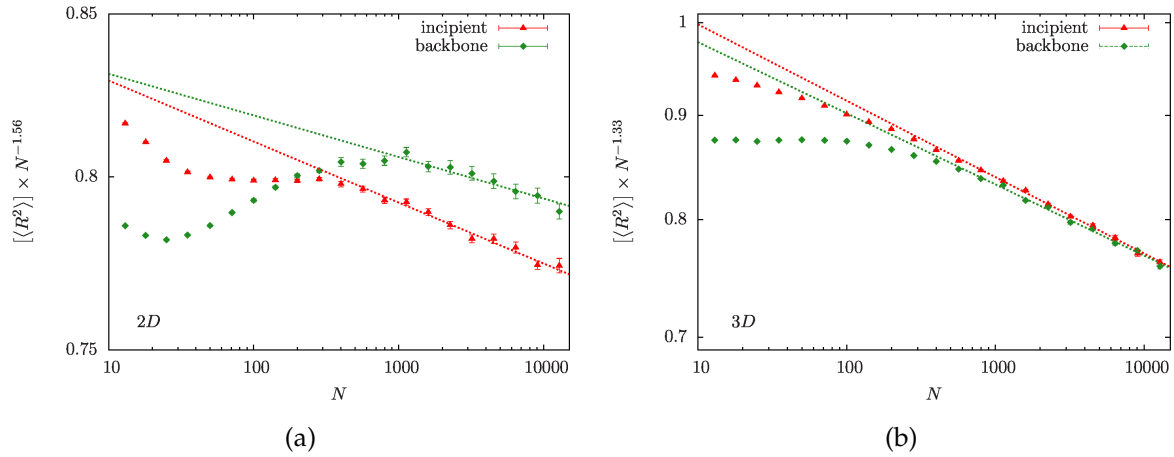 0.85
0.8
0.75
[⟨R²⟩] × N^{-1.56}
incipient
backbone
2D
10 100 1000 10000
N
(a)
1
0.9
0.8
0.7
[⟨R²⟩] × N^{-1.33}
incipient
backbone
3D
10 100 1000 10000
N
(b)